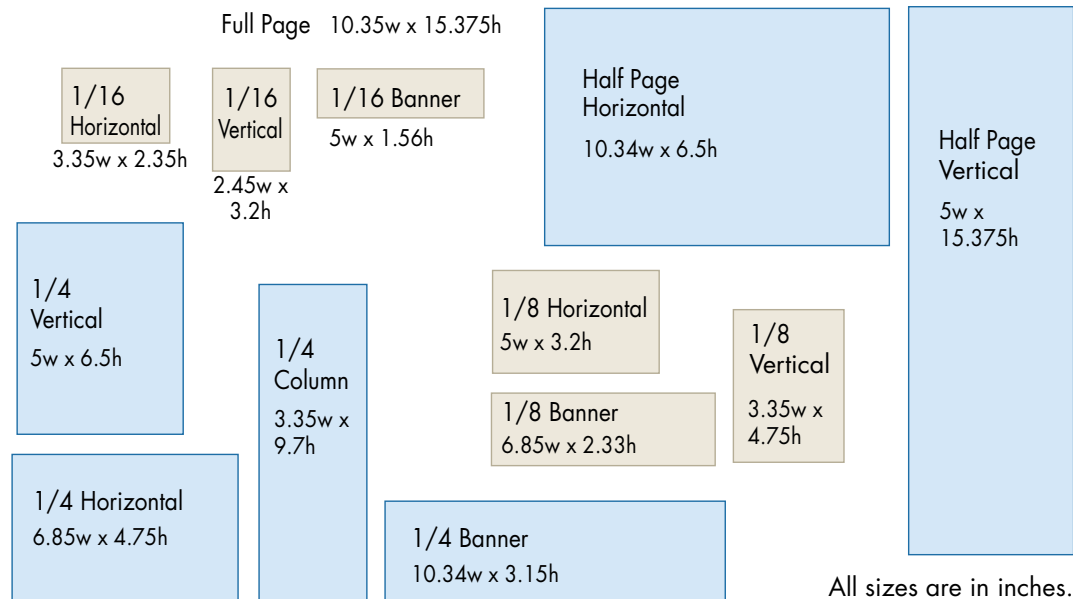 Full Page 10.35w x 15.375h
1/16
Horizontal
3.35w x 2.35h
1/16
Vertical
2.45w x
3.2h
1/16 Banner
5w x 1.56h
Half Page
Horizontal
10.34w x 6.5h
Half Page
Vertical
5w x
15.375h
1/4
Vertical
5w x 6.5h
1/4
Column
3.35w x
9.7h
1/8 Horizontal
5w x 3.2h
1/8
Vertical
3.35w x
4.75h
1/8 Banner
6.85w x 2.33h
1/4 Horizontal
6.85w x 4.75h
1/4 Banner
10.34w x 3.15h
All sizes are in inches.